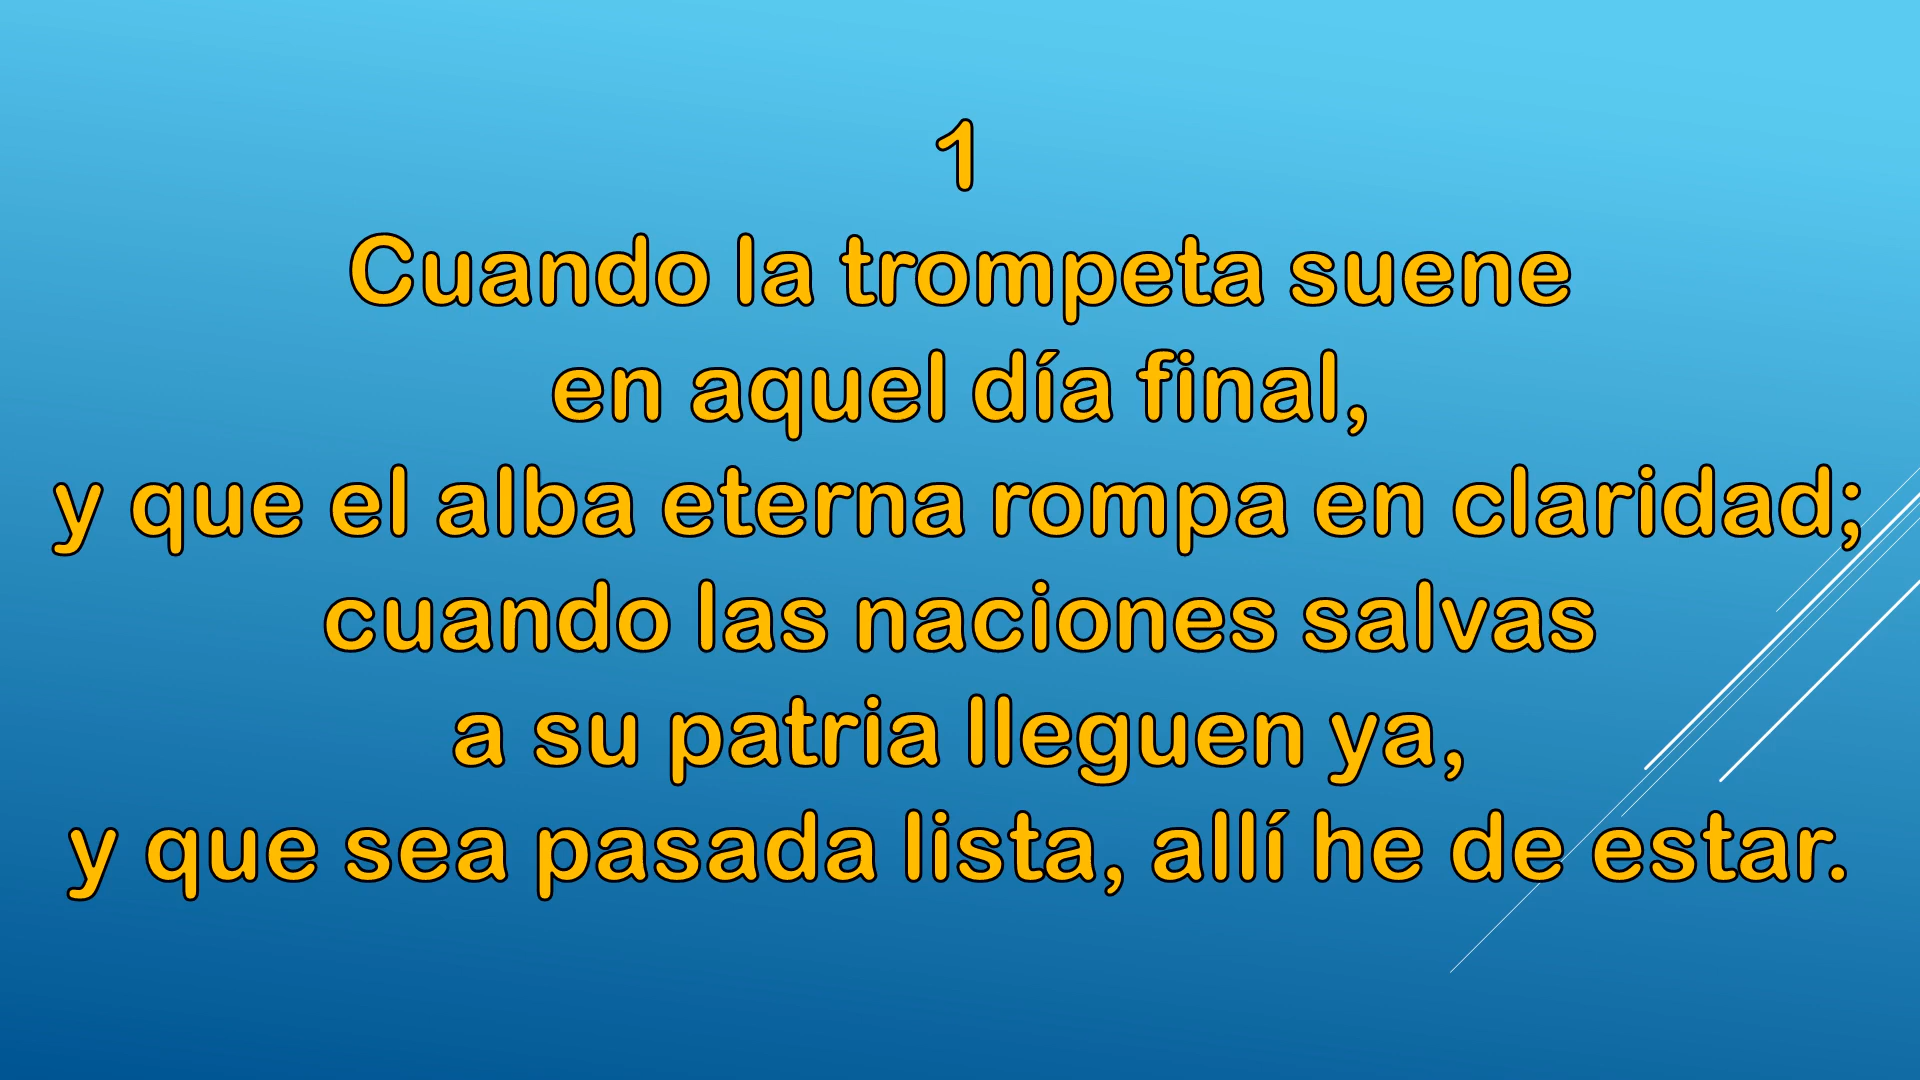 1
Cuando la trompeta suene
en aquel día final,
y que el alba eterna rompa en claridad;
cuando las naciones salvas
a su patria lleguen ya,
y que sea pasada lista, allí he de estar.